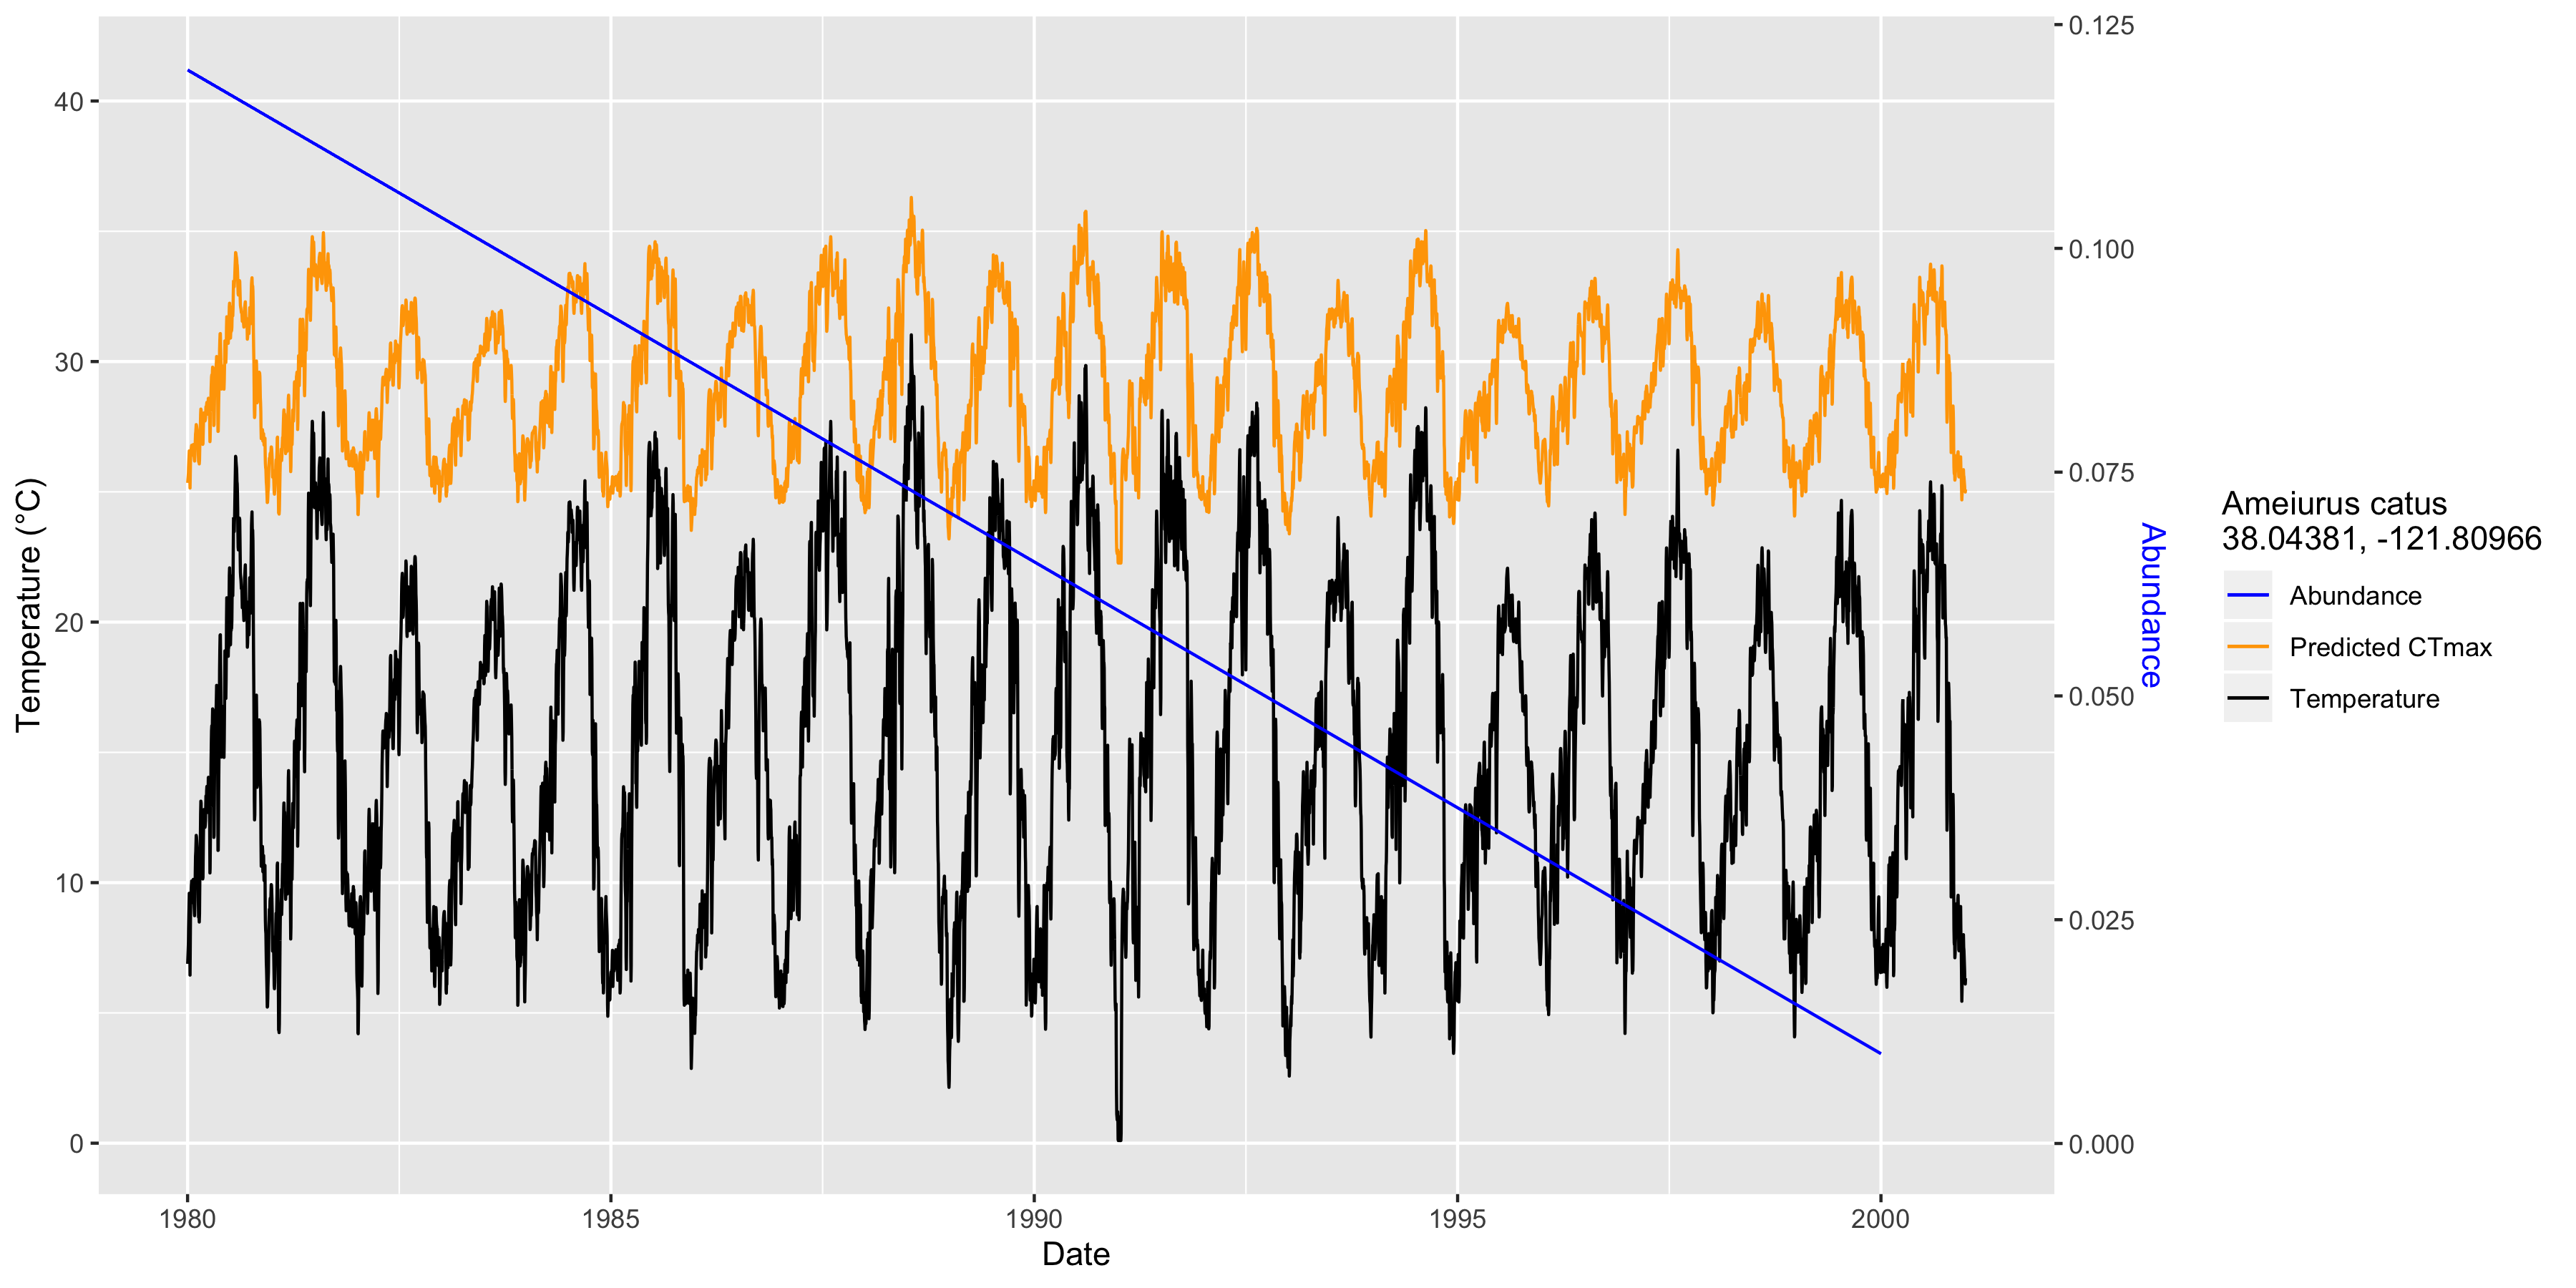 Temperature (°C)
40
30
20
10
0
1980
1985
1990
1995
2000
Date
0.125
0.100
0.075
0.050
0.025
0.000
Abundance
Ameiurus catus
38.04381, -121.80966
Abundance
Predicted CTmax
Temperature